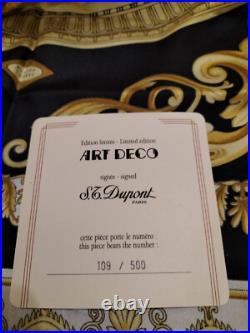 Edition limitée - Limited edition
ART DECO
signée - signed
S.T. Dupont
PARIS
cette pièce porte le numéro :
this piece bears the number :
109 / 500